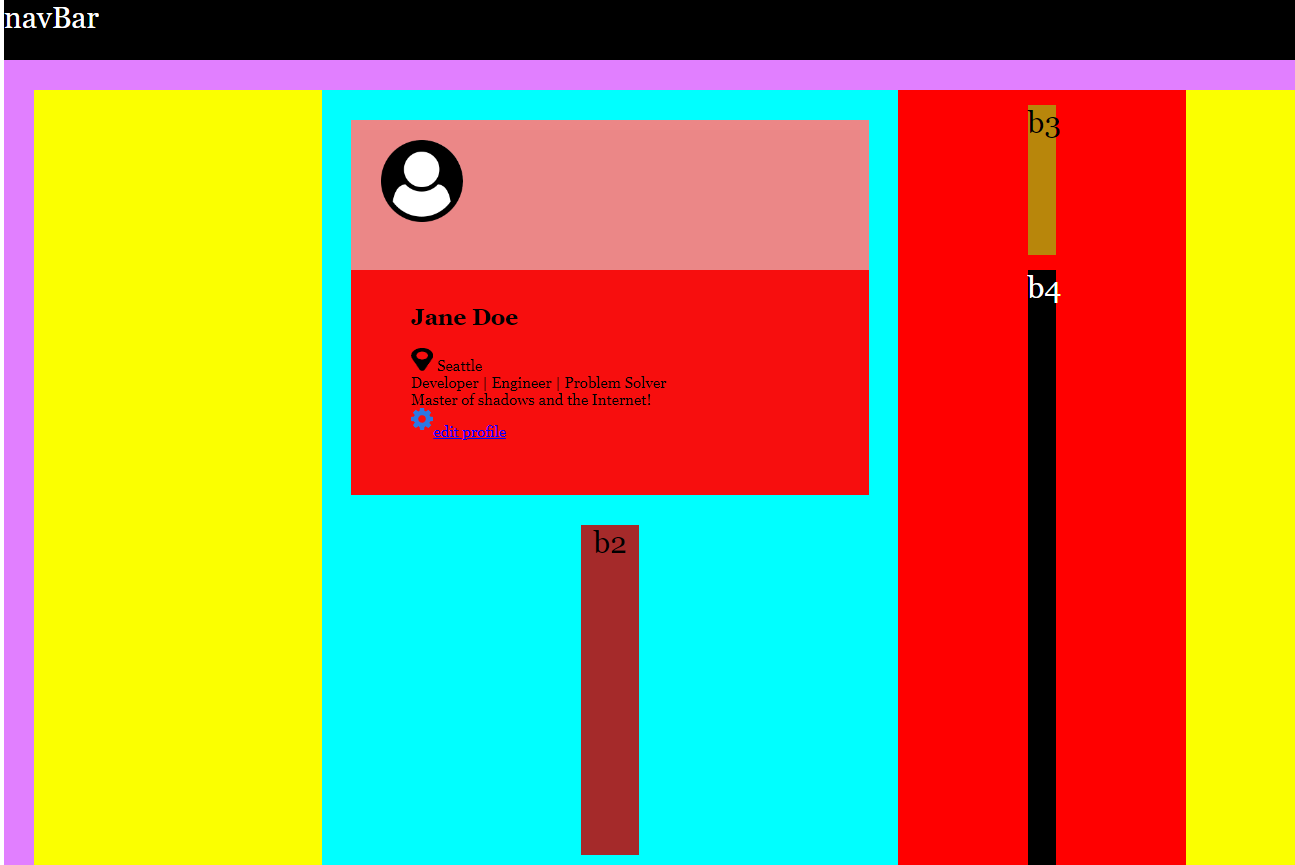 navBar
Jane Doe
Seattle
Developer | Engineer | Problem Solver
Master of shadows and the Internet!
edit profile
b2
b3
b4